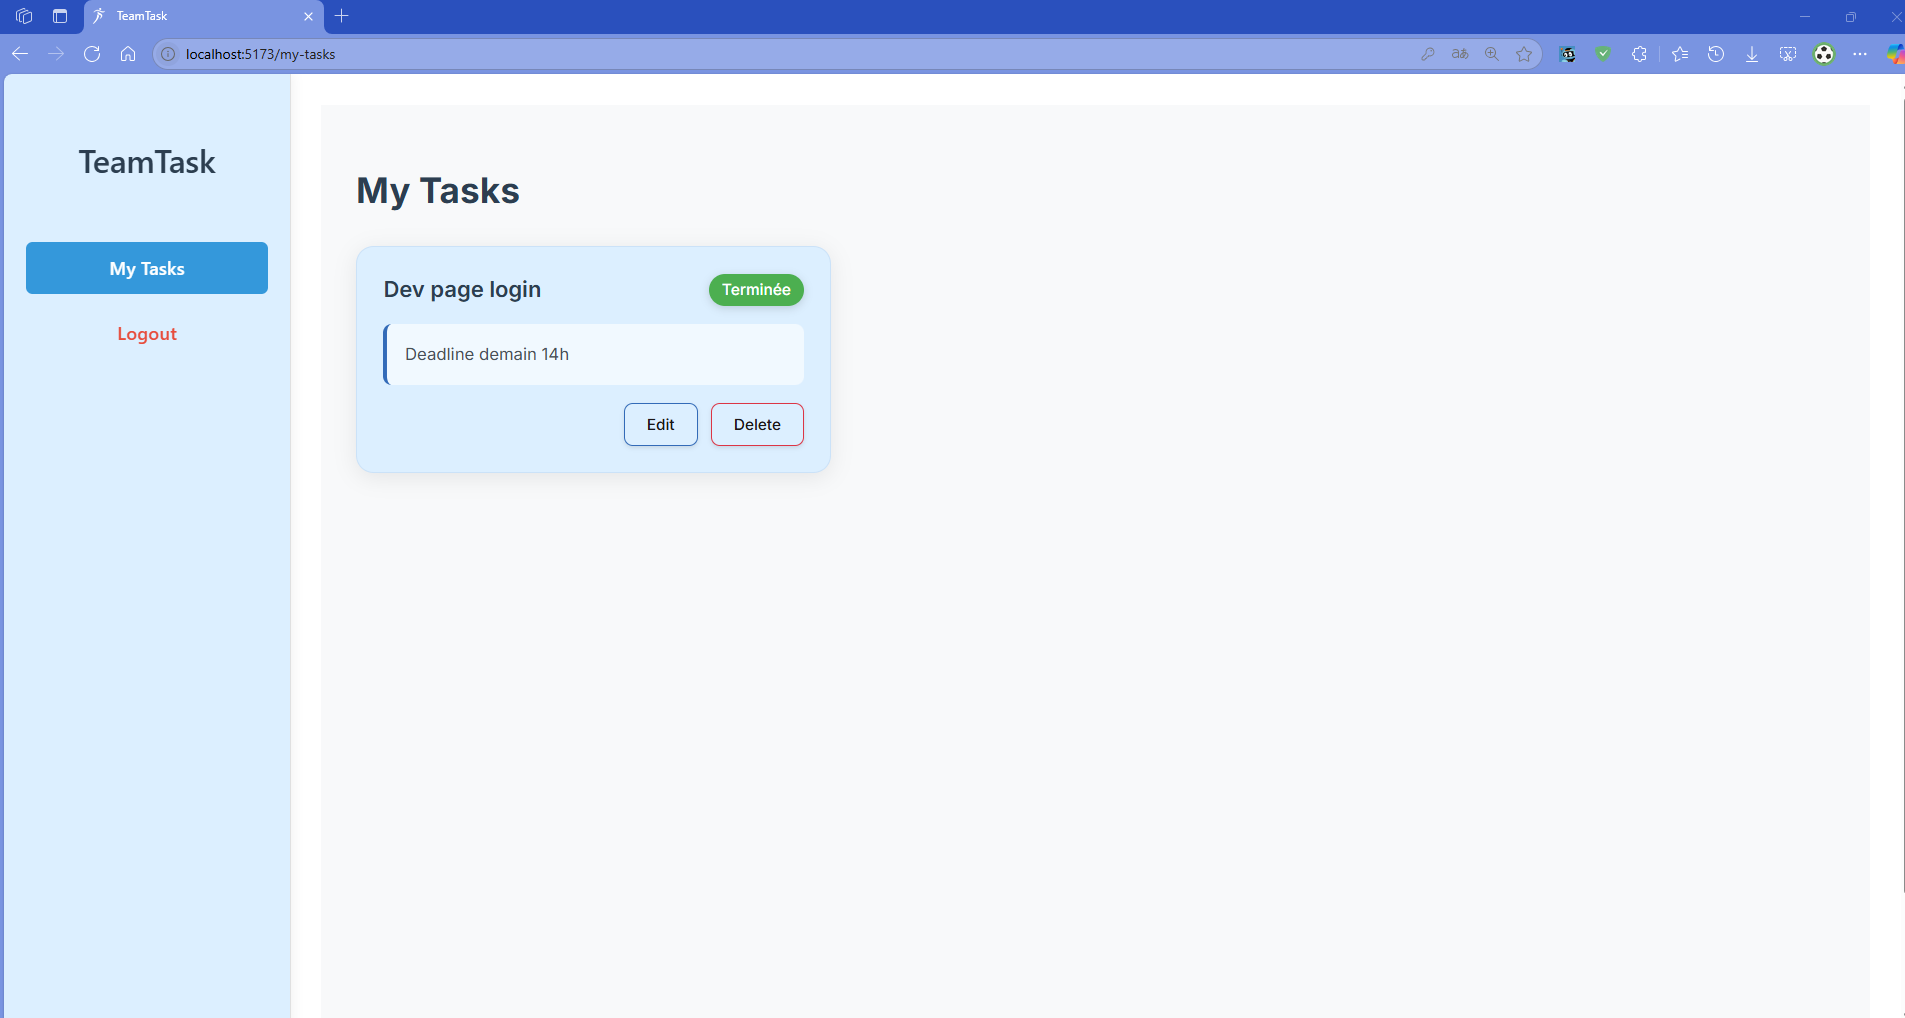 TeamTask
localhost:5173/my-tasks
TeamTask
My Tasks
Logout
My Tasks
Dev page login
Terminée
Deadline demain 14h
Edit
Delete